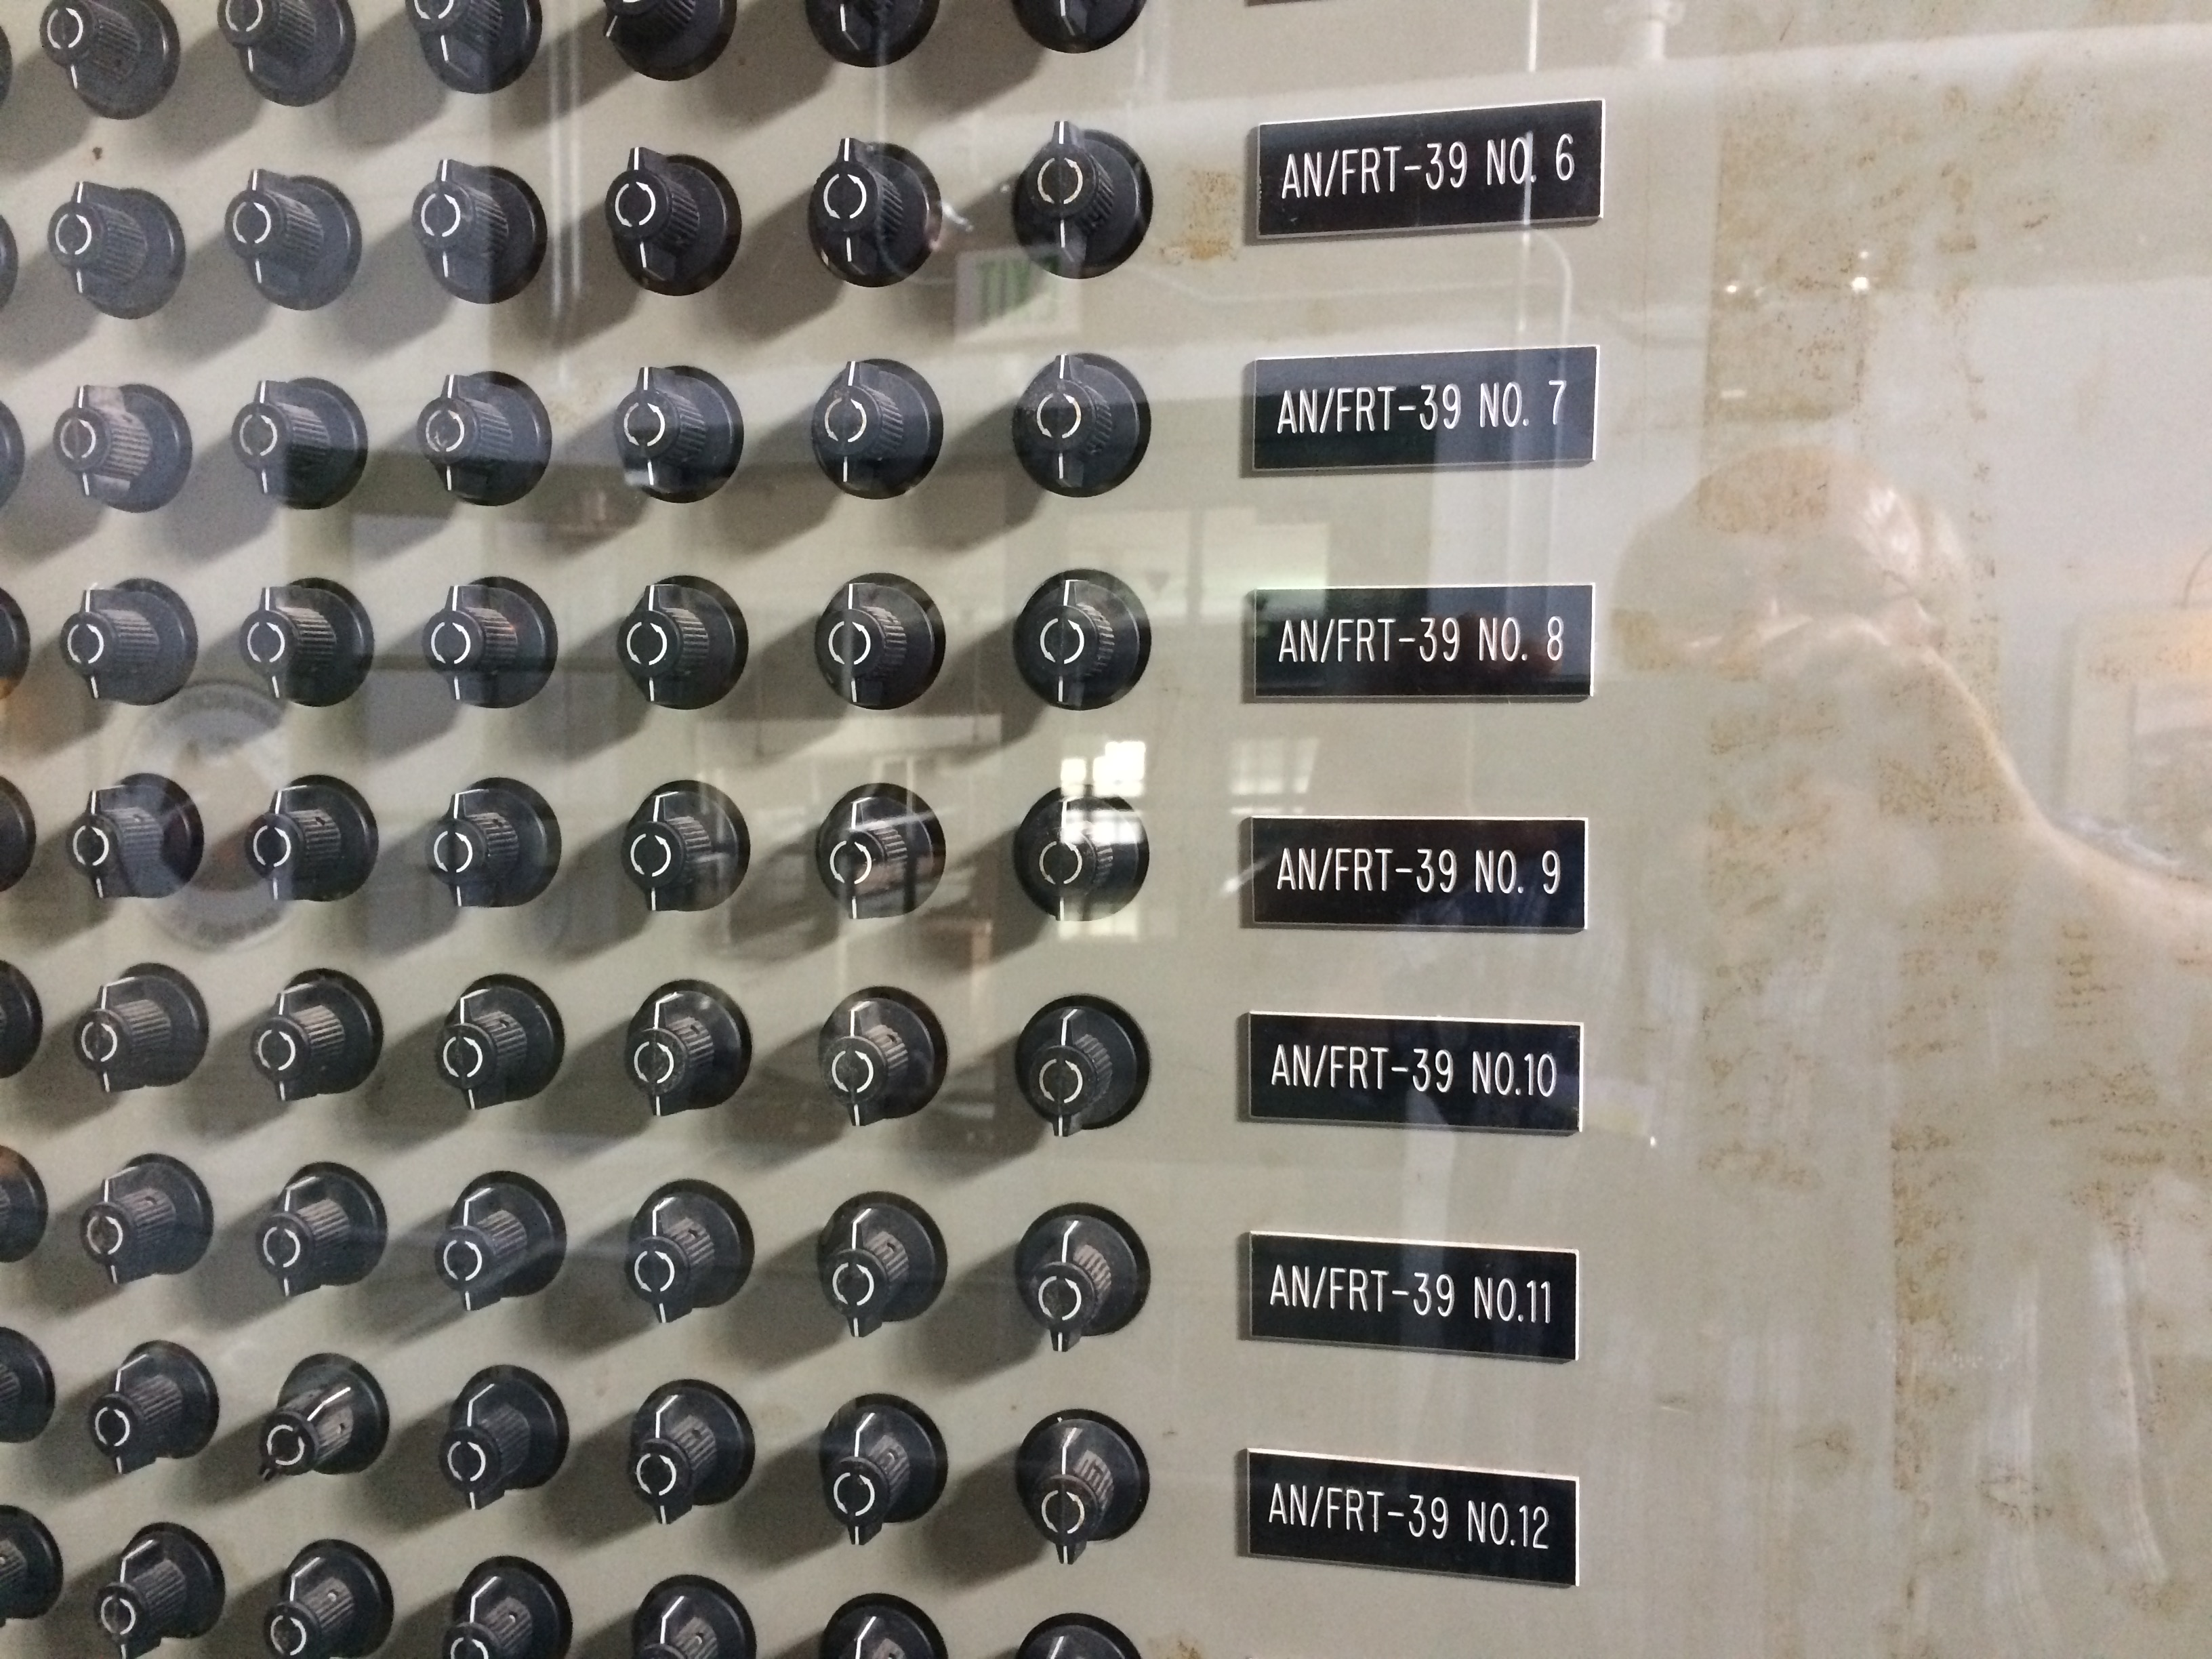 AN/FRT-39 NO. 6
EXIT
AN/FRT-39 NO. 7
AN/FRT-39 NO. 8
AN/FRT-39 NO. 9
AN/FRT-39 NO.10
AN/FRT-39 NO.11
AN/FRT-39 NO.12